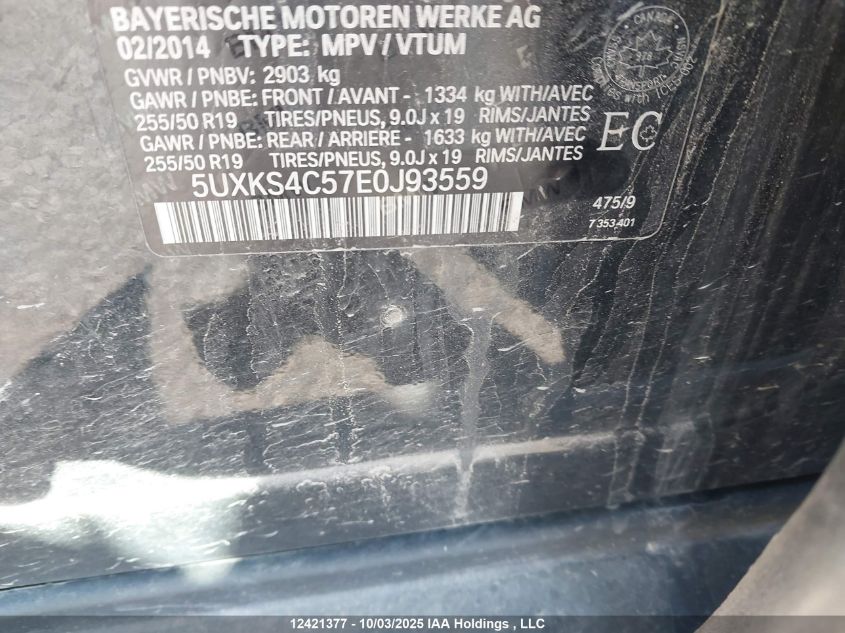 BAYERISCHE MOTOREN WERKE AG
02/2014 TYPE: MPV / VTUM
GVWR / PNBV: 2903 kg
GAWR / PNBE: FRONT / AVANT - 1334 kg WITH/AVEC
255/50 R19 TIRES/PNEUS, 9.0J x 19 RIMS/JANTES
GAWR / PNBE: REAR / ARRIÈRE - 1633 kg WITH/AVEC
255/50 R19 TIRES/PNEUS, 9.0J x 19 RIMS/JANTES
EC
5UXKS4C57E0J93559
475/9
7 353 401
CANADA
TRANSPORT
12421377 - 10/03/2025 IAA Holdings , LLC